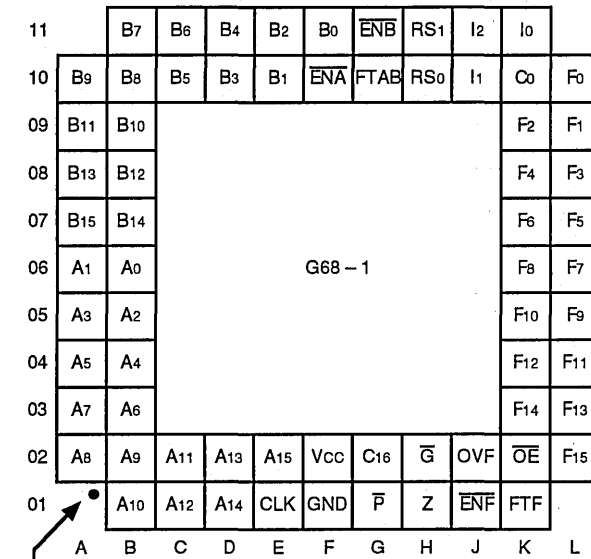 11 B7 B6 B4 B2 B0 ENB RS1 I2 I0
10 B9 B8 B5 B3 B1 ENA FTAB RS0 I1 C0 F0
09 B11 B10 F2 F1
08 B13 B12 F4 F3
07 B15 B14 F6 F5
06 A1 A0 G68 – 1 F8 F7
05 A3 A2 F10 F9
04 A5 A4 F12 F11
03 A7 A6 F14 F13
02 A8 A9 A11 A13 A15 VCC C16 G OVF OE F15
01 A10 A12 A14 CLK GND P Z ENF FTF
A B C D E F G H J K L